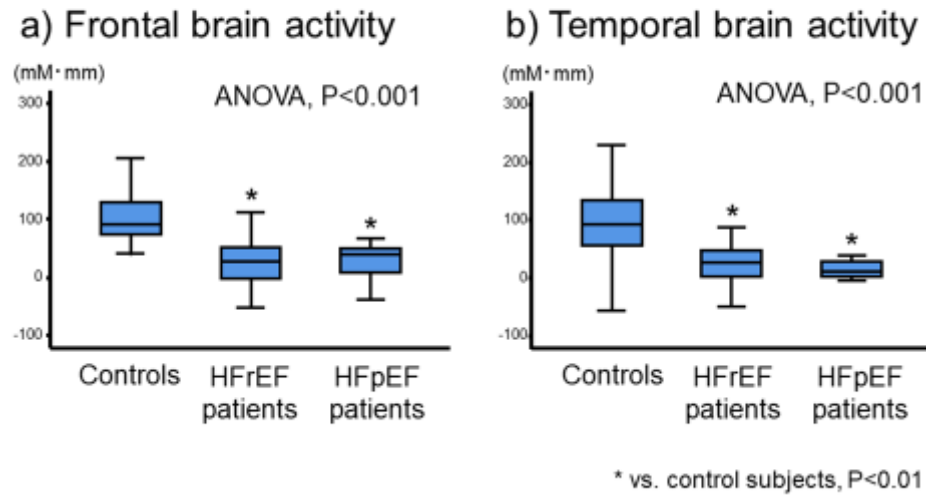 a) Frontal brain activity
(mM・mm)
ANOVA, P<0.001
300
200
100
0
-100
Controls
HFrEF
patients
HFpEF
patients
b) Temporal brain activity
(mM・mm)
ANOVA, P<0.001
300
200
100
0
-100
Controls
HFrEF
patients
HFpEF
patients
* * * *
* vs. control subjects, P<0.01